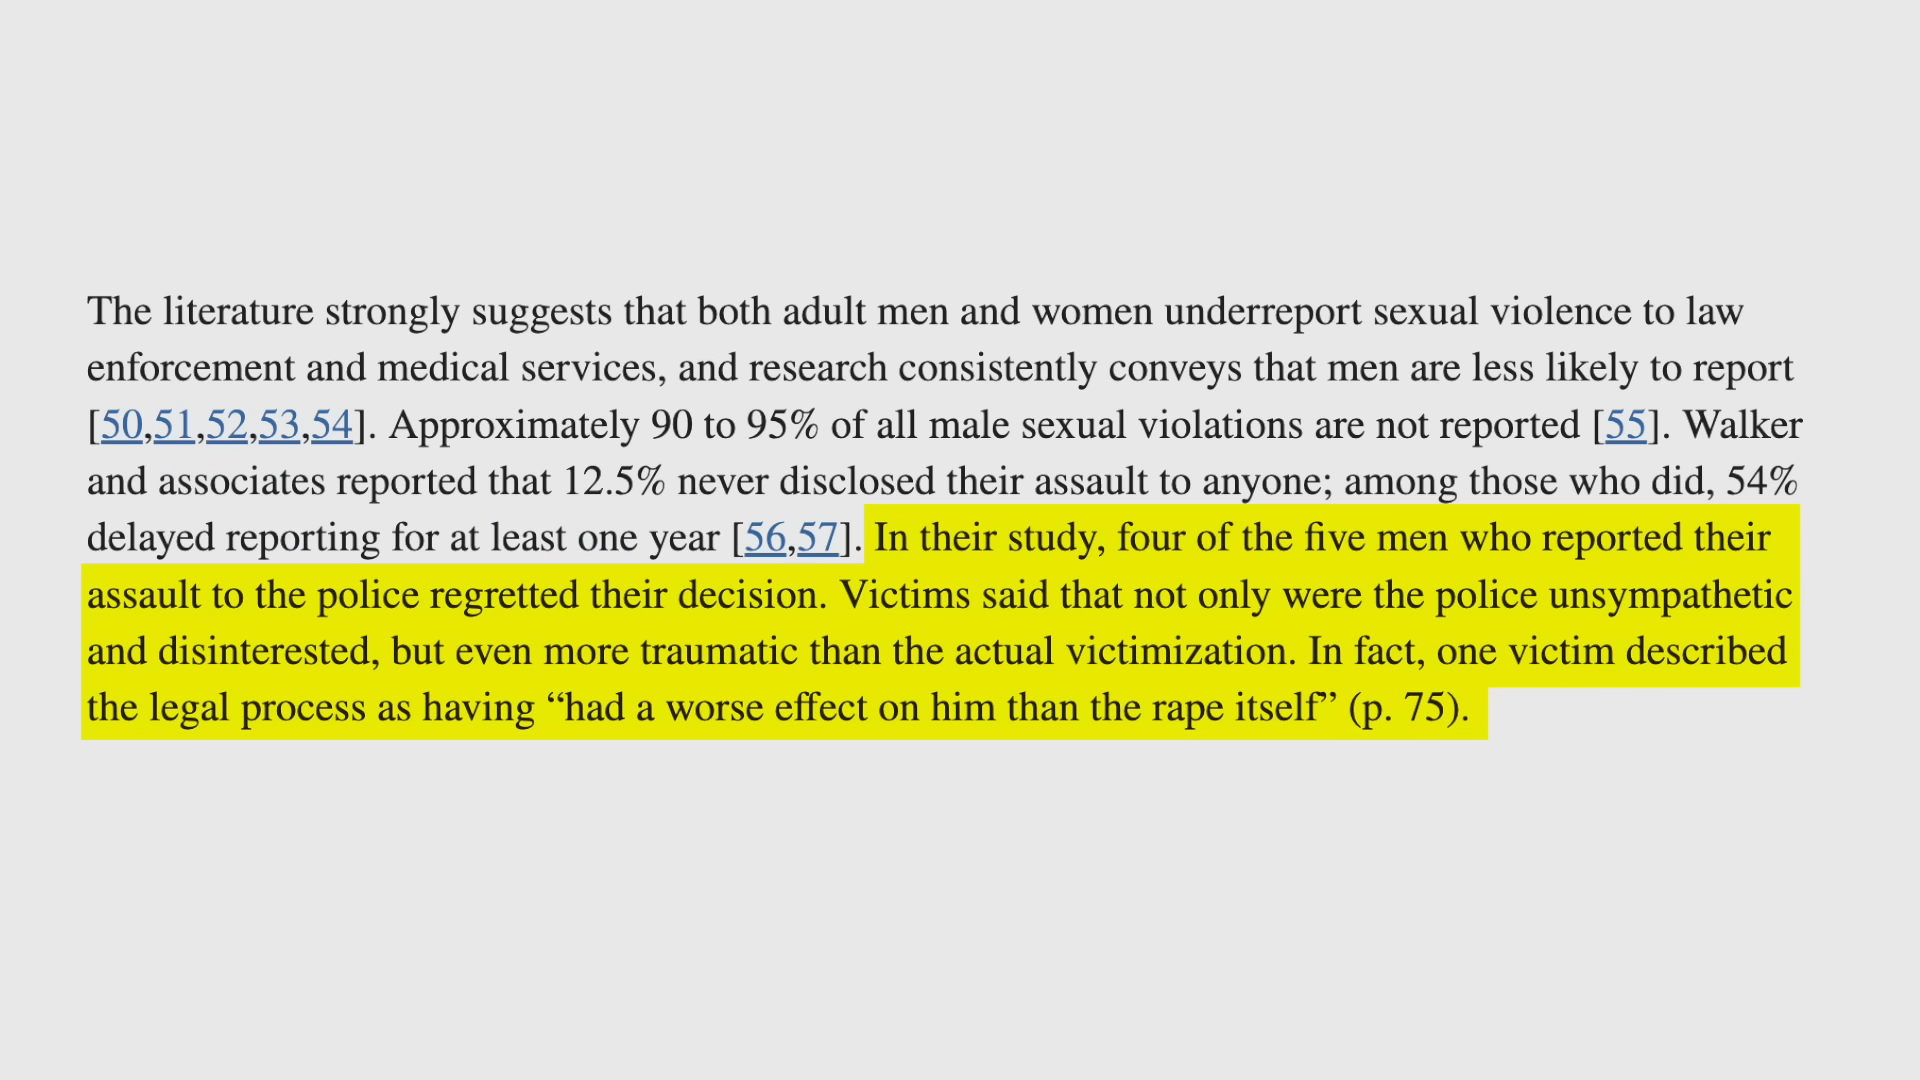 The literature strongly suggests that both adult men and women underreport sexual violence to law
enforcement and medical services, and research consistently conveys that men are less likely to report
[50,51,52,53,54]. Approximately 90 to 95% of all male sexual violations are not reported [55]. Walker
and associates reported that 12.5% never disclosed their assault to anyone; among those who did, 54%
delayed reporting for at least one year [56,57]. In their study, four of the five men who reported their
assault to the police regretted their decision. Victims said that not only were the police unsympathetic
and disinterested, but even more traumatic than the actual victimization. In fact, one victim described
the legal process as having “had a worse effect on him than the rape itself” (p. 75).